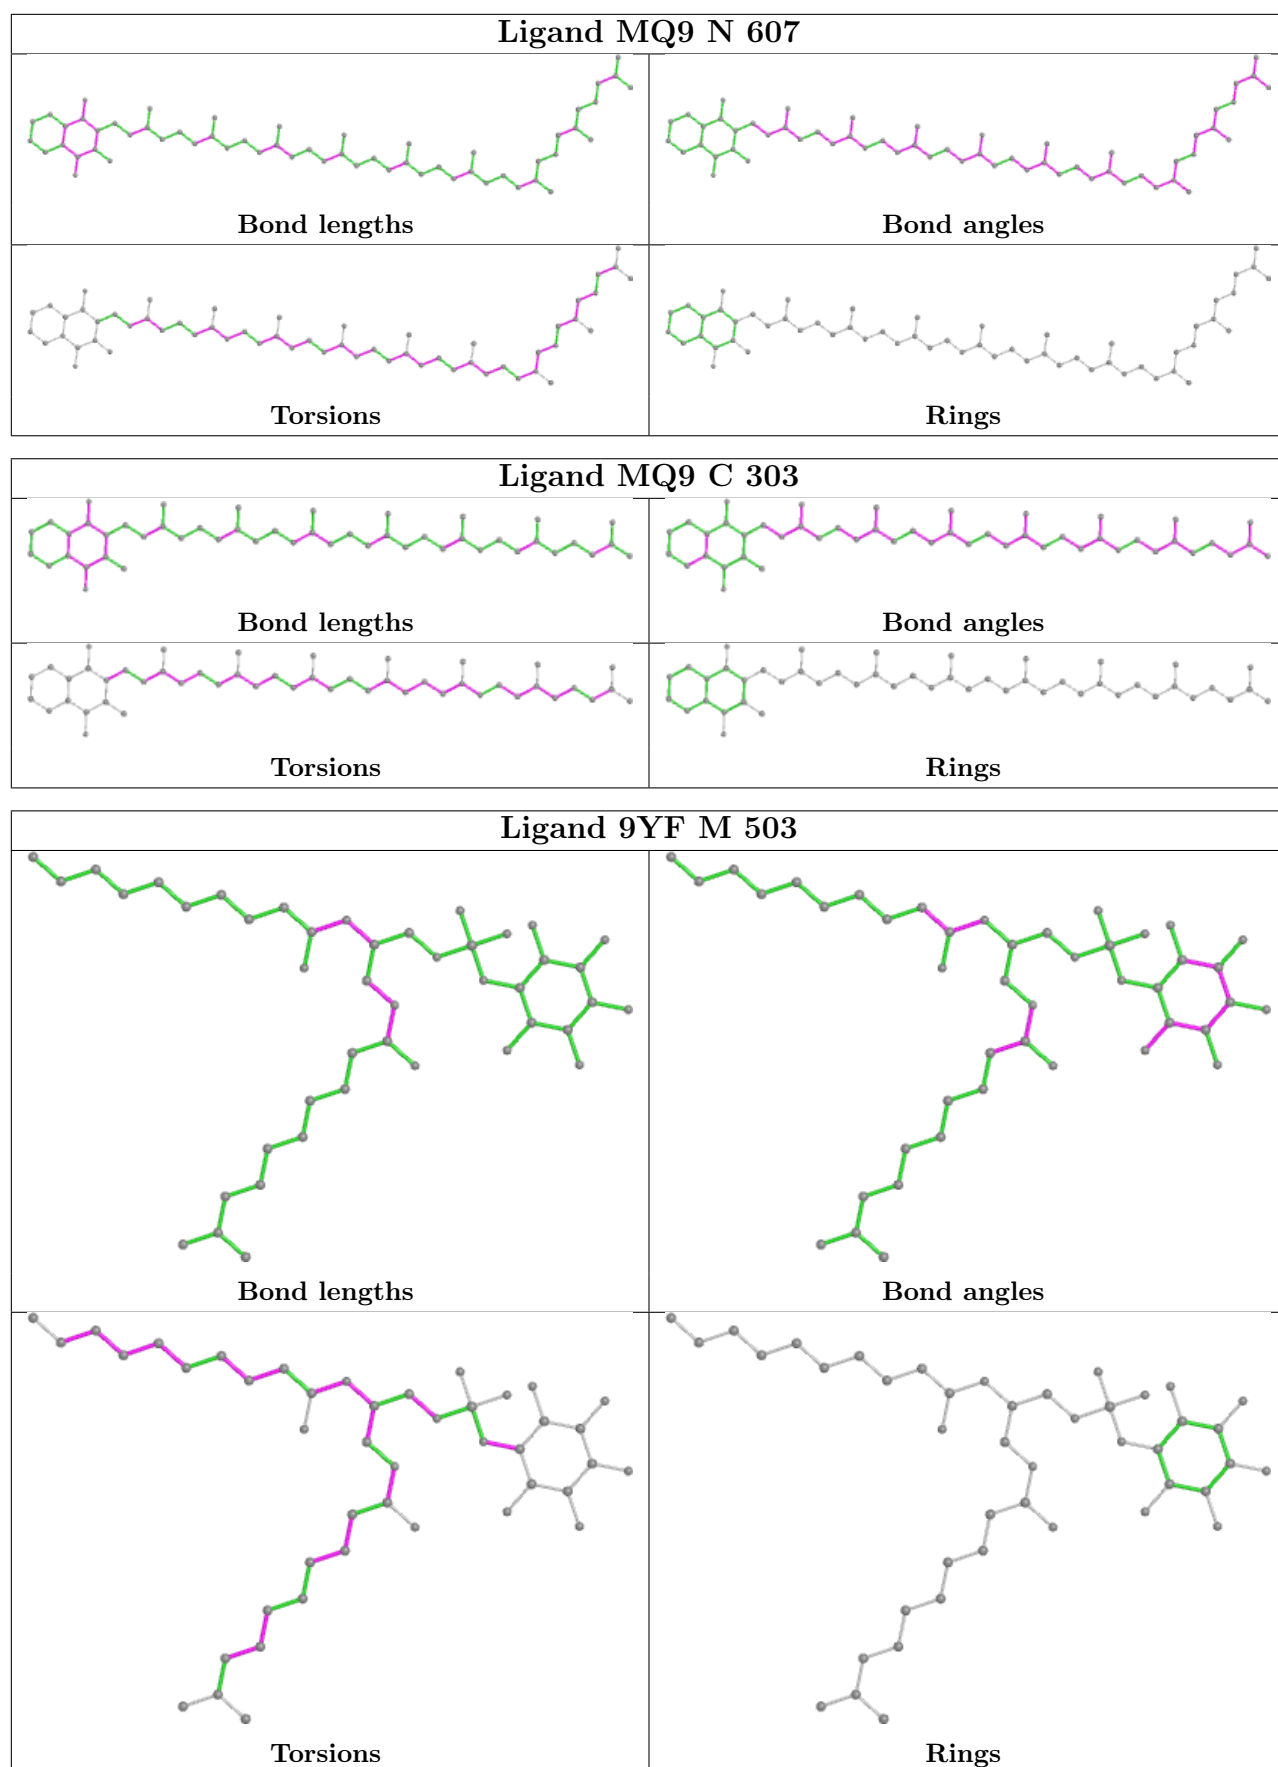 Ligand MQ9 N 607
Bond lengths
Bond angles
Torsions
Rings
Ligand MQ9 C 303
Bond lengths
Bond angles
Torsions
Rings
Ligand 9YF M 503
Bond lengths
Bond angles
Torsions
Rings